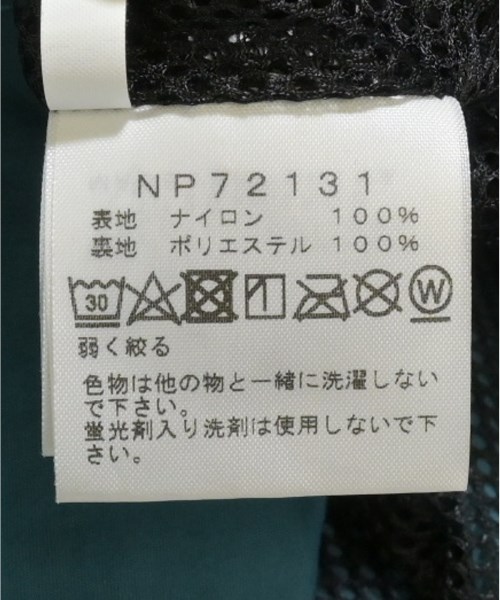 NP72131
表地 ナイロン 100%
裏地 ポリエステル 100%
30 W
弱く絞る
色物は他の物と一緒に洗濯しない
で下さい。
蛍光剤入り洗剤は使用しないで下
さい。